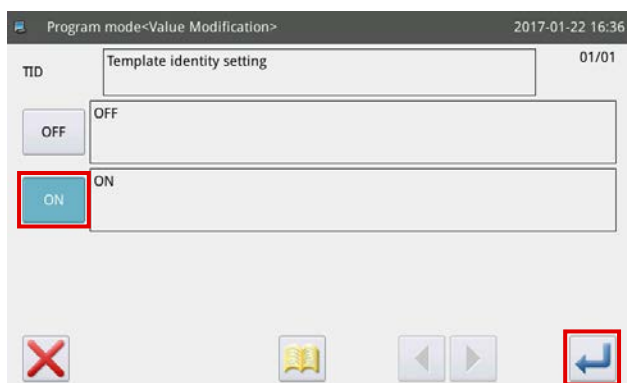 Program mode<Value Modification> 2017-01-22 16:36
TID Template identity setting 01/01
OFF OFF
ON ON